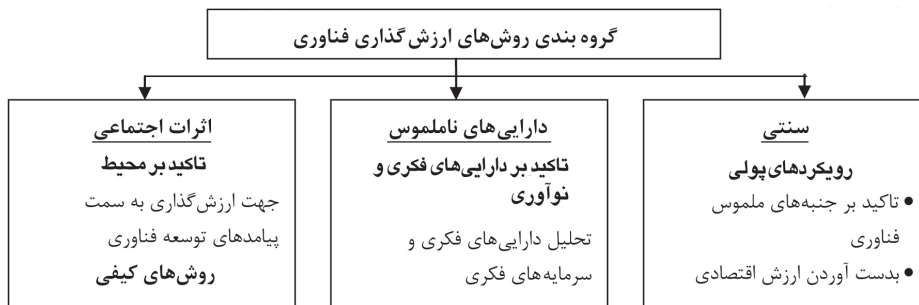 گروه بندی روش‌های ارزش‌گذاری فناوری
سنتی
رویکردهای پولی
• تاکید بر جنبه‌های ملموس
فناوری
• بدست آوردن ارزش اقتصادی
دارایی‌های ناملموس
تاکید بر دارایی‌های فکری و
نوآوری
تحلیل دارایی‌های فکری و
سرمایه‌های فکری
اثرات اجتماعی
تاکید بر محیط
جهت ارزش‌گذاری به سمت
پیامدهای توسعه فناوری
روش‌های کیفی